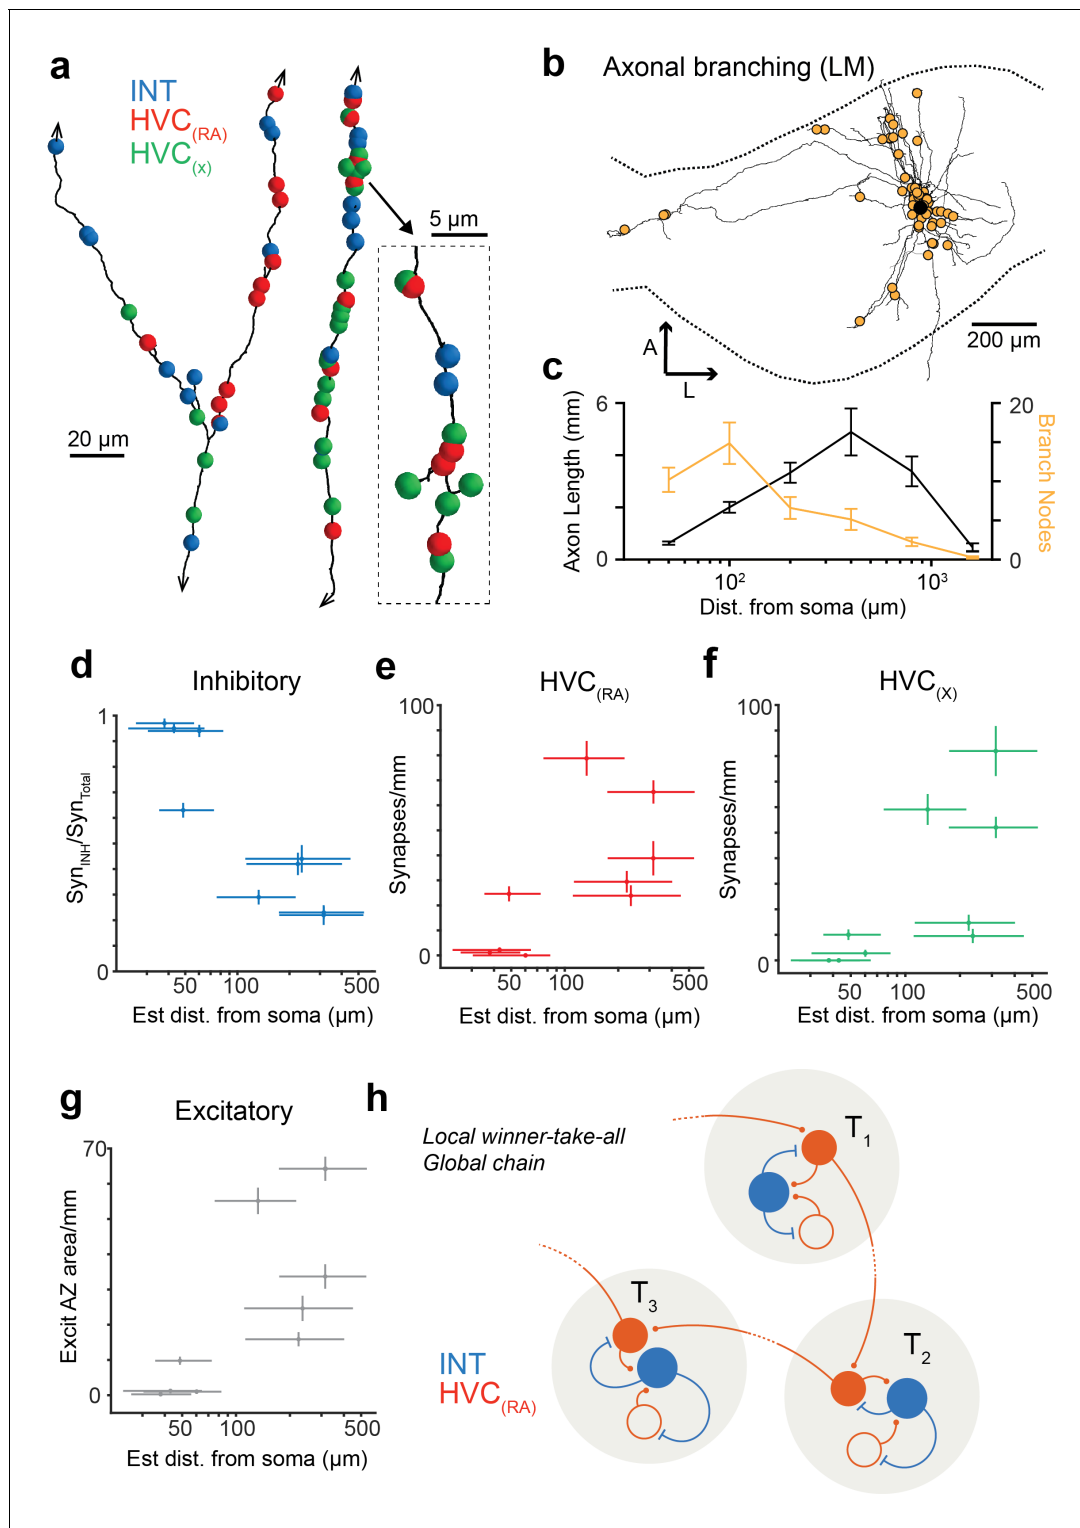 a
INT
HVC(RA)
HVC(x)
20 µm
5 µm
b
Axonal branching (LM)
A
L
200 µm
c
6
0
Axon Length (mm)
20
0
Branch Nodes
10²
10³
Dist. from soma (µm)
d
Inhibitory
1
0
SynINH/SynTotal
50
100
500
Est dist. from soma (µm)
e
HVC(RA)
100
0
Synapses/mm
50
100
500
Est dist. from soma (µm)
f
HVC(X)
100
0
Synapses/mm
50
100
500
Est dist. from soma (µm)
g
Excitatory
70
0
Excit AZ area/mm
50
100
500
Est dist. from soma (µm)
h
Local winner-take-all
Global chain
T1
T3
T2
INT
HVC(RA)